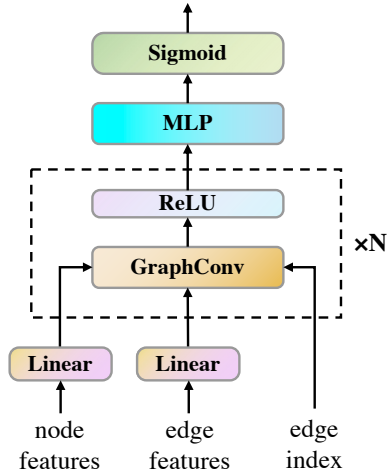 Sigmoid
MLP
ReLU
×N
GraphConv
Linear
Linear
node
features
edge
features
edge
index